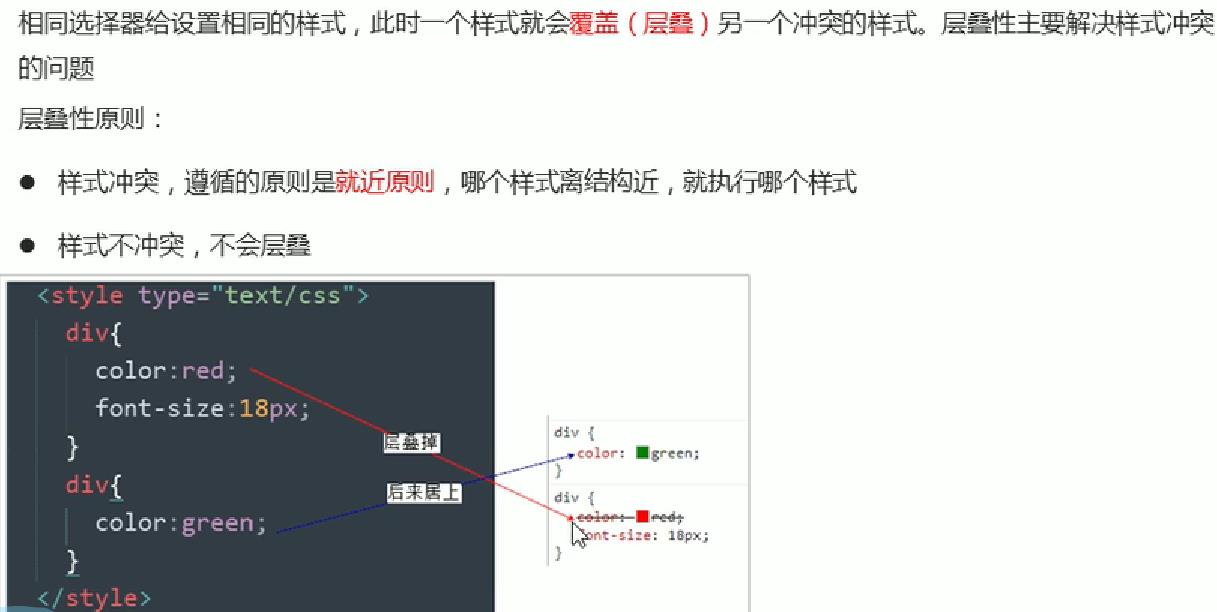 相同选择器给设置相同的样式，此时一个样式就会覆盖（层叠）另一个冲突的样式。层叠性主要解决样式冲突
的问题
层叠性原则：
● 样式冲突，遵循的原则是就近原则，哪个样式离结构近，就执行哪个样式
● 样式不冲突，不会层叠
<style type="text/css">
div{
color:red;
font-size:18px;
}
div{
color:green;
}
</style>
层叠掉
后来居上
div {
color: green;
}
div {
color: red;
font-size: 18px;
}